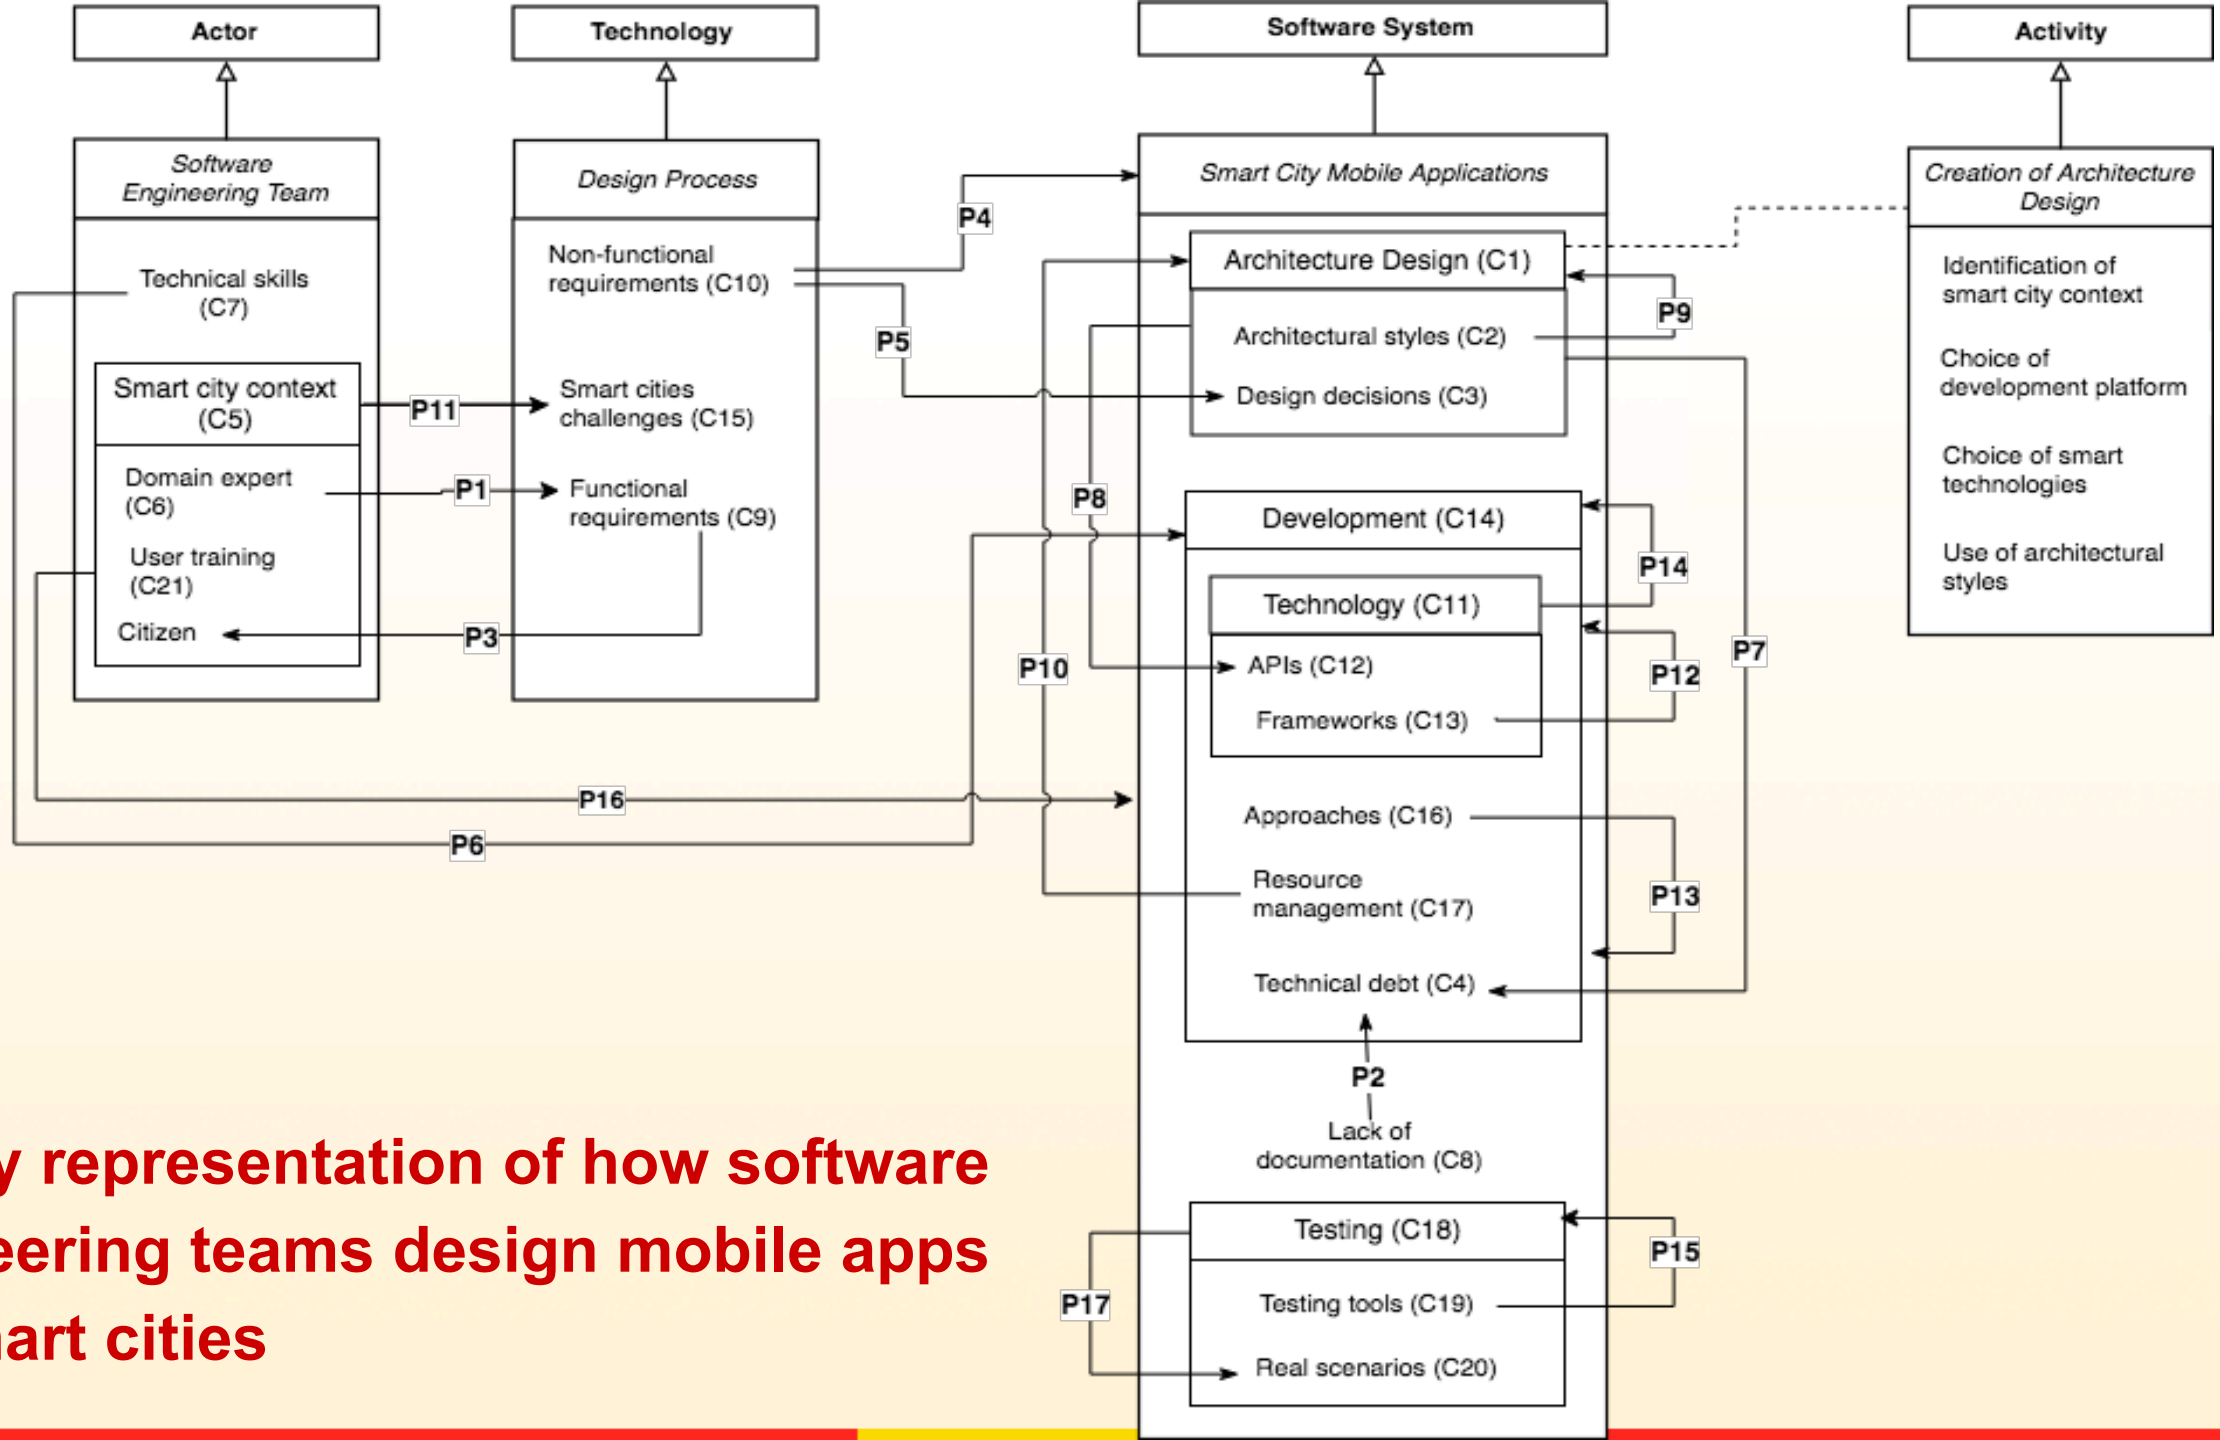 Actor
Technology
Software System
Activity
Software
Engineering Team
Technical skills
(C7)
Smart city context
(C5)
Domain expert
(C6)
User training
(C21)
Citizen
Design Process
Non-functional
requirements (C10)
Smart cities
challenges (C15)
Functional
requirements (C9)
P11
P1
P3
P16
P6
P4
P5
P8
P10
Smart City Mobile Applications
Architecture Design (C1)
Architectural styles (C2)
Design decisions (C3)
Development (C14)
Technology (C11)
APIs (C12)
Frameworks (C13)
Approaches (C16)
Resource
management (C17)
Technical debt (C4)
P2
Lack of
documentation (C8)
Testing (C18)
Testing tools (C19)
Real scenarios (C20)
P17
P9
P14
P12
P7
P13
P15
Creation of Architecture
Design
Identification of
smart city context
Choice of
development platform
Choice of smart
technologies
Use of architectural
styles
y representation of how software
eering teams design mobile apps
art cities